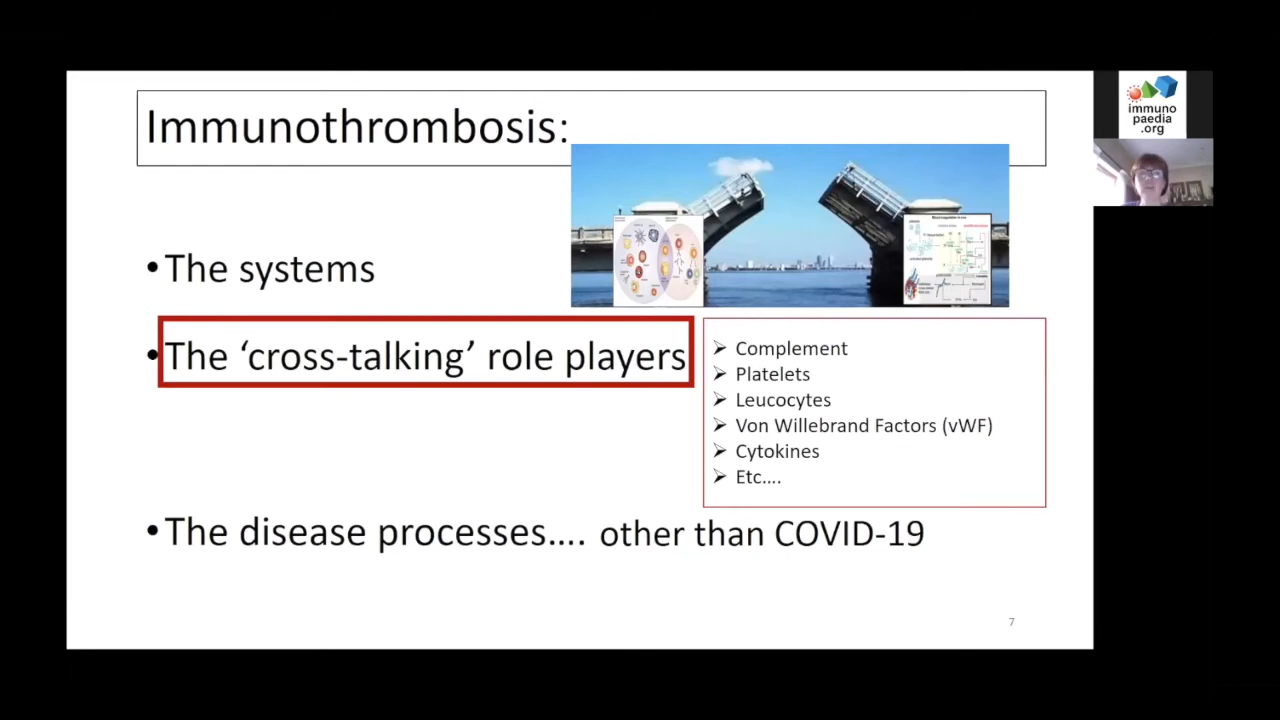 Immunothrombosis:
immuno
paedia
.org
•The systems
•The ‘cross-talking’ role players
➢ Complement
➢ Platelets
➢ Leucocytes
➢ Von Willebrand Factors (vWF)
➢ Cytokines
➢ Etc....
•The disease processes.... other than COVID-19
7